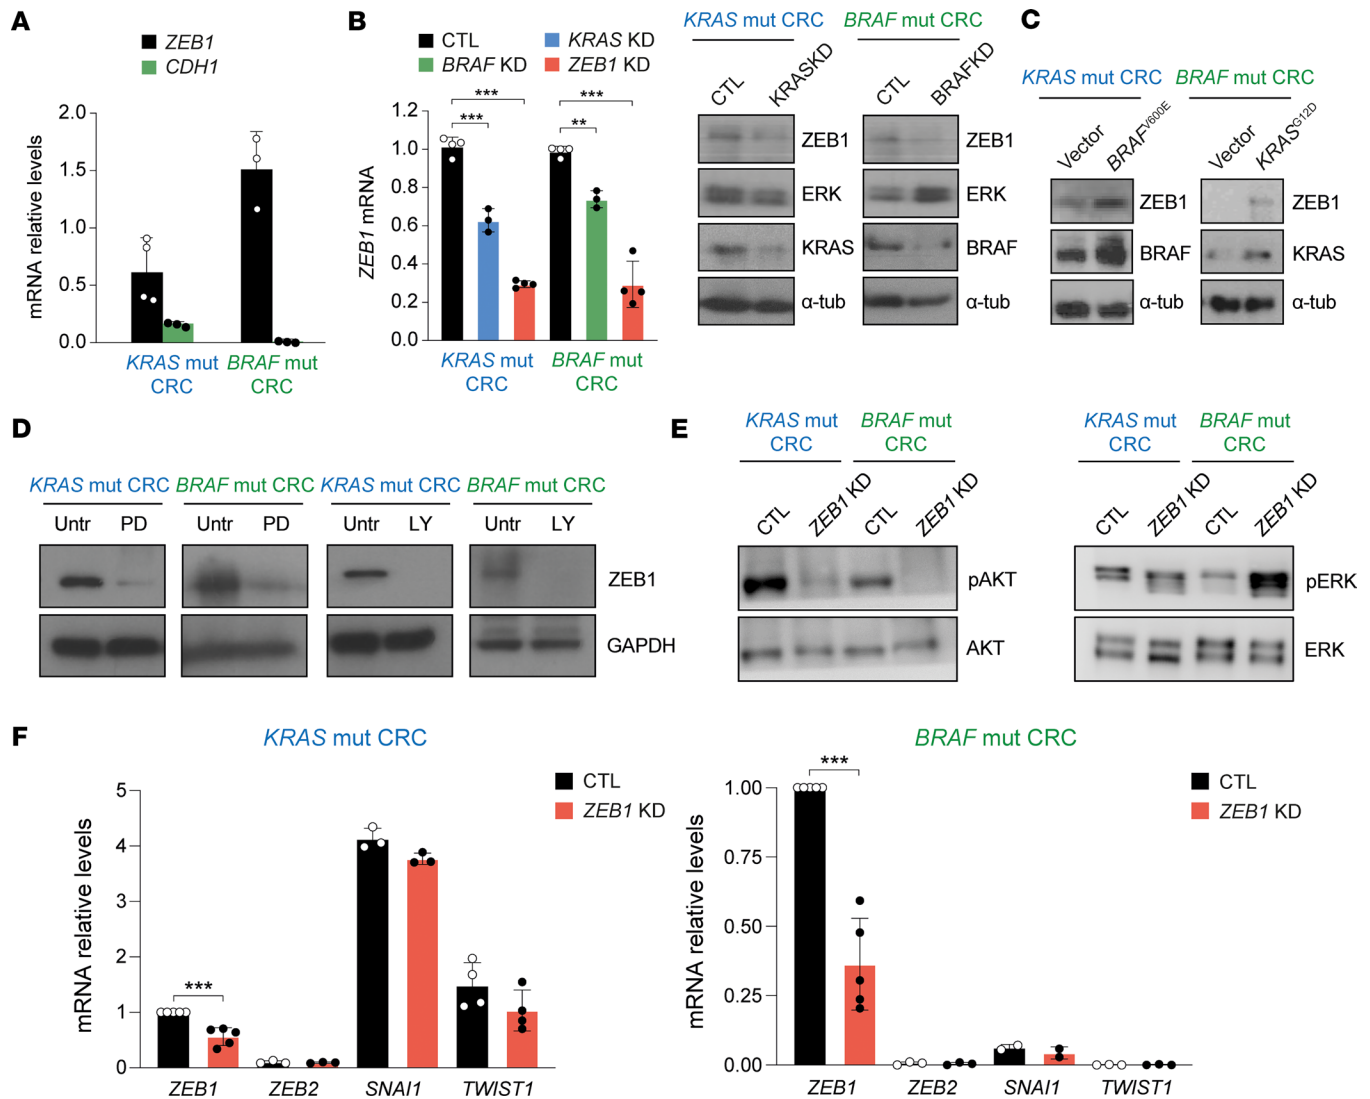 A
ZEB1
CDH1
mRNA relative levels
2.0
1.5
1.0
0.5
0.0
KRAS mut
CRC
BRAF mut
CRC
B
CTL
KRAS KD
BRAF KD
ZEB1 KD
ZEB1 mRNA
1.2
1.0
0.8
0.6
0.4
0.2
0.0
***
***
***
**
KRAS mut
CRC
BRAF mut
CRC
KRAS mut CRC
BRAF mut CRC
CTL
KRASKD
CTL
BRAFKD
ZEB1
ERK
KRAS
α-tub
ZEB1
ERK
BRAF
α-tub
C
KRAS mut CRC
BRAF mut CRC
Vector
BRAFV600E
Vector
KRASG12D
ZEB1
BRAF
α-tub
ZEB1
KRAS
α-tub
D
KRAS mut CRC
BRAF mut CRC
KRAS mut CRC
BRAF mut CRC
Untr
PD
Untr
PD
Untr
LY
Untr
LY
ZEB1
GAPDH
E
KRAS mut
CRC
BRAF mut
CRC
CTL
ZEB1 KD
CTL
ZEB1 KD
pAKT
AKT
KRAS mut
CRC
BRAF mut
CRC
CTL
ZEB1 KD
CTL
ZEB1 KD
pERK
ERK
F
KRAS mut CRC
CTL
ZEB1 KD
mRNA relative levels
5
4
3
2
1
0
***
ZEB1
ZEB2
SNAI1
TWIST1
BRAF mut CRC
CTL
ZEB1 KD
mRNA relative levels
1.00
0.75
0.50
0.25
0.00
***
ZEB1
ZEB2
SNAI1
TWIST1